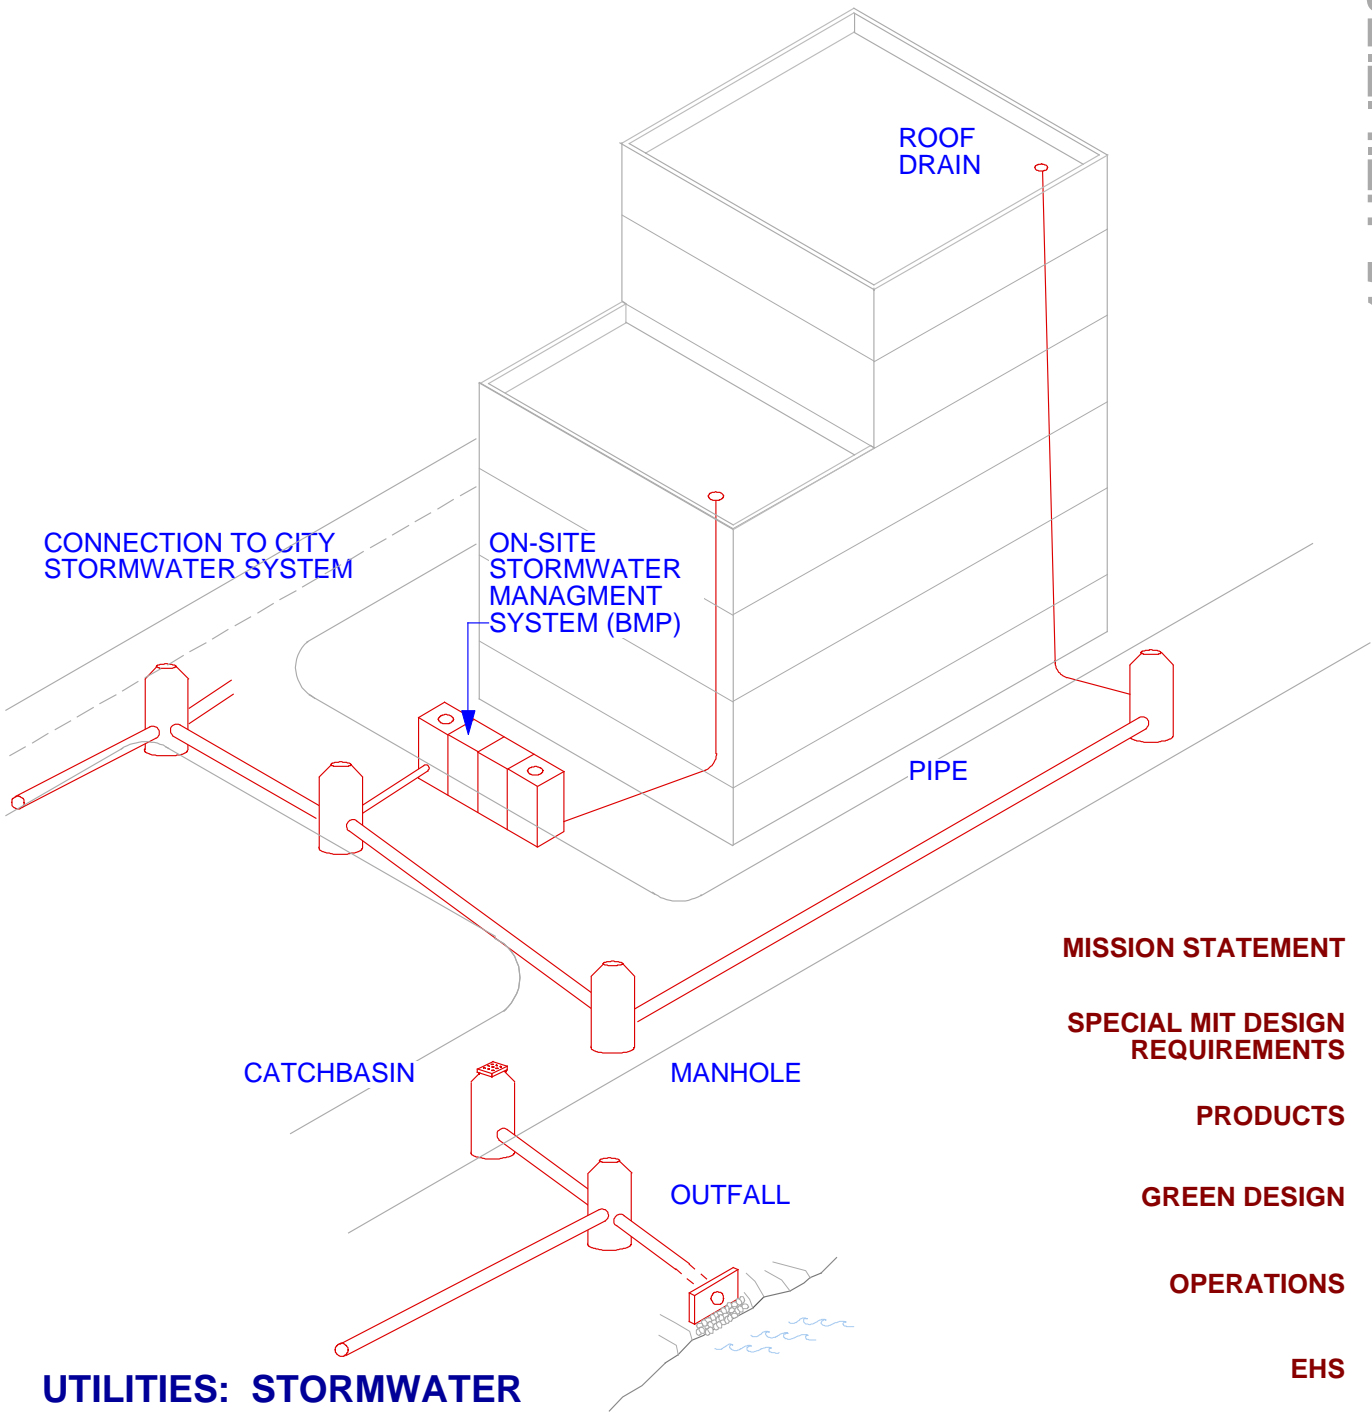 ROOF
DRAIN
CONNECTION TO CITY
STORMWATER SYSTEM
ON-SITE
STORMWATER
MANAGMENT
SYSTEM (BMP)
PIPE
MISSION STATEMENT
SPECIAL MIT DESIGN
REQUIREMENTS
CATCHBASIN
MANHOLE
PRODUCTS
OUTFALL
GREEN DESIGN
OPERATIONS
EHS
UTILITIES: STORMWATER